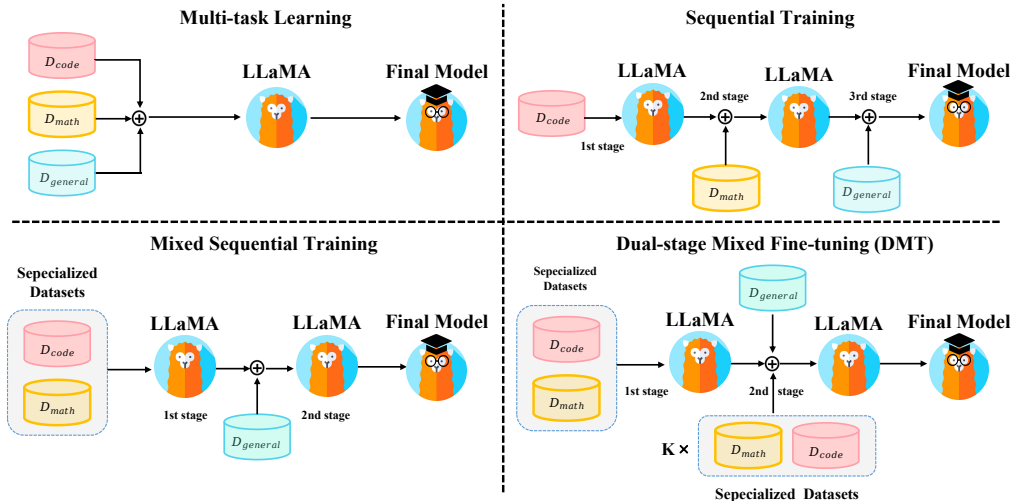 Multi-task Learning
D_code
D_math
D_general
LLaMA
Final Model
Sequential Training
D_code
1st stage
LLaMA
2nd stage
D_math
LLaMA
3rd stage
D_general
Final Model
Mixed Sequential Training
Sepecialized
Datasets
D_code
D_math
LLaMA
1st stage
D_general
LLaMA
2nd stage
Final Model
Dual-stage Mixed Fine-tuning (DMT)
Sepecialized
Datasets
D_code
D_math
1st stage
LLaMA
D_general
2nd stage
K ×
D_math
D_code
Sepecialized Datasets
LLaMA
Final Model